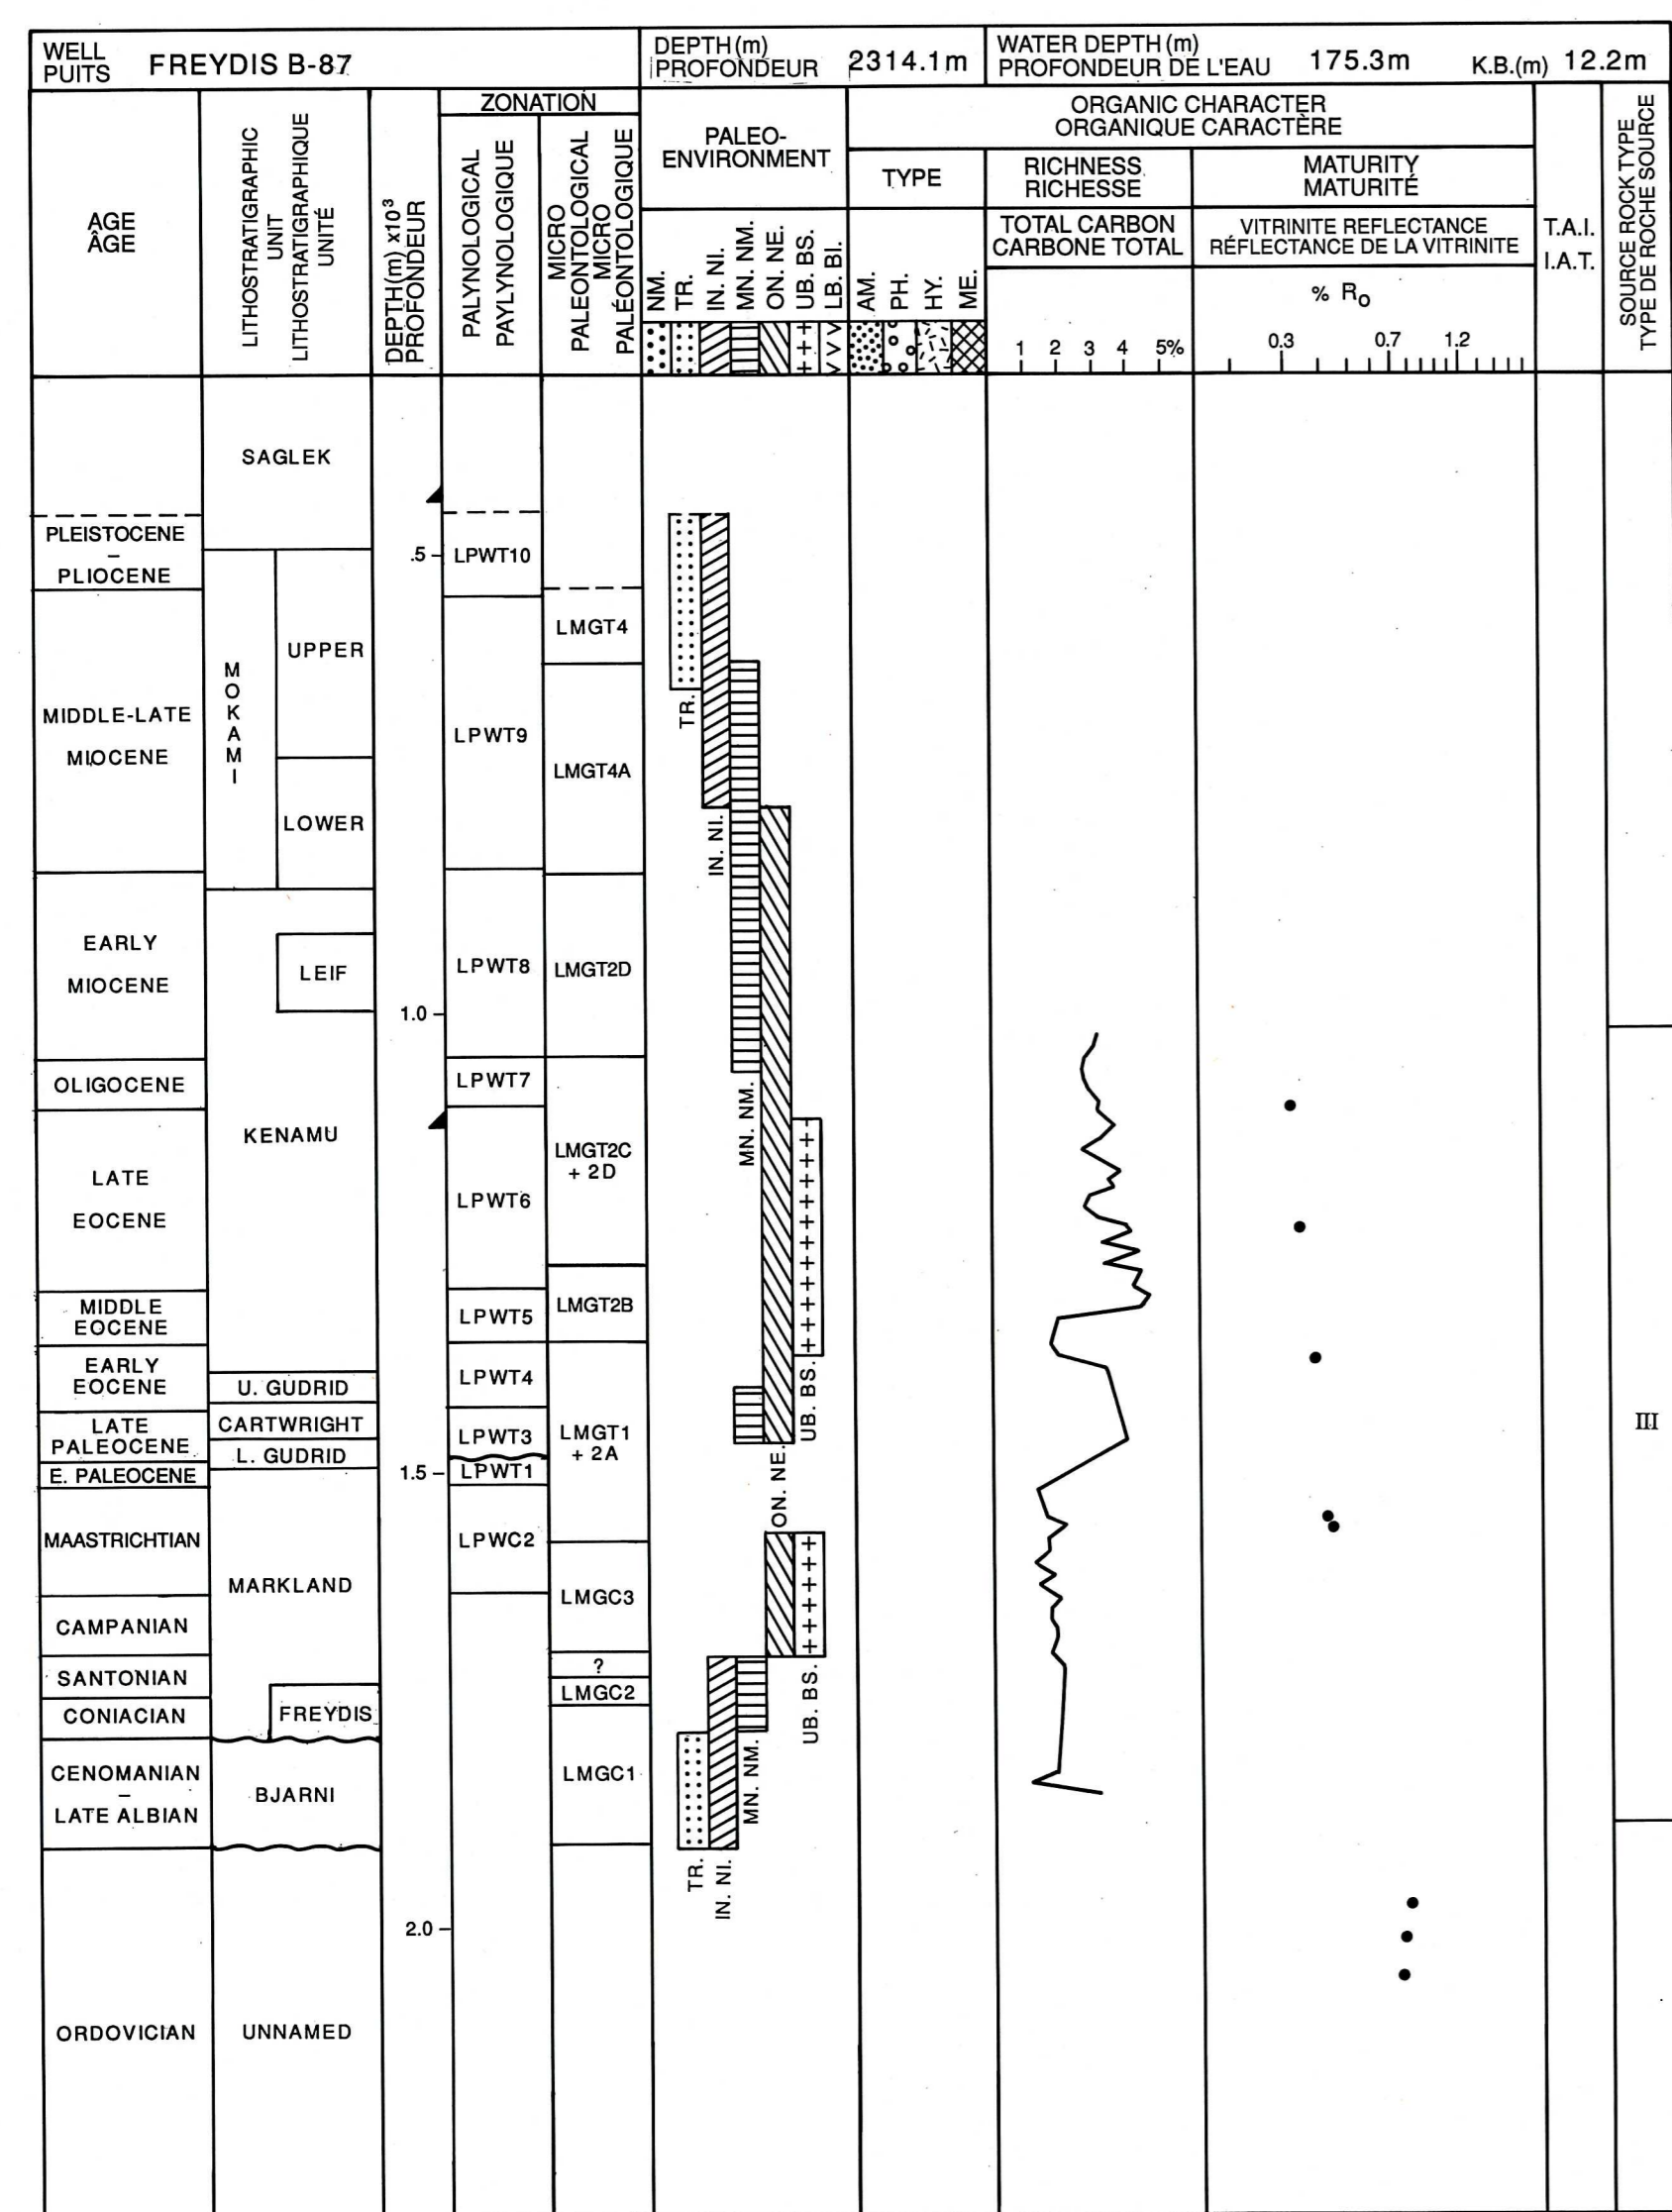 WELL
PUITS
FREYDIS B-87
DEPTH (m)
PROFONDEUR
2314.1m
WATER DEPTH (m)
PROFONDEUR DE L'EAU
175.3m
K.B.(m) 12.2m
AGE
ÂGE
LITHOSTRATIGRAPHIC
UNIT
LITHOSTRATIGRAPHIQUE
UNITÉ
DEPTH(m) x10³
PROFONDEUR
ZONATION
PALYNOLOGICAL
PAYLYNOLOGIQUE
MICRO
PALEONTOLOGICAL
MICRO
PALÉONTOLOGIQUE
PALEO-
ENVIRONMENT
NM.
TR.
IN. NI.
MN. NM.
ON. NE.
UB. BS.
LB. BI.
ORGANIC CHARACTER
ORGANIQUE CARACTÈRE
TYPE
AM.
PH.
HY.
ME.
RICHNESS
RICHESSE
TOTAL CARBON
CARBONE TOTAL
1 2 3 4 5%
MATURITY
MATURITÉ
VITRINITE REFLECTANCE
RÉFLECTANCE DE LA VITRINITE
% Ro
0.3 0.7 1.2
T.A.I.
I.A.T.
SOURCE ROCK TYPE
TYPE DE ROCHE SOURCE
PLEISTOCENE
–
PLIOCENE
MIDDLE-LATE
MIOCENE
EARLY
MIOCENE
OLIGOCENE
LATE
EOCENE
MIDDLE
EOCENE
EARLY
EOCENE
LATE
PALEOCENE
E. PALEOCENE
MAASTRICHTIAN
CAMPANIAN
SANTONIAN
CONIACIAN
CENOMANIAN
–
LATE ALBIAN
ORDOVICIAN
SAGLEK
MOKAMI
UPPER
LOWER
LEIF
KENAMU
U. GUDRID
CARTWRIGHT
L. GUDRID
MARKLAND
FREYDIS
BJARNI
UNNAMED
.5
1.0
1.5
2.0
LPWT10
LPWT9
LPWT8
LPWT7
LPWT6
LPWT5
LPWT4
LPWT3
LPWT1
LPWC2
LMGT4
LMGT4A
LMGT2D
LMGT2C
+ 2D
LMGT2B
LMGT1
+ 2A
LMGC3
?
LMGC2
LMGC1
TR.
IN. NI.
MN. NM.
UB. BS.
ON. NE.
UB. BS.
MN. NM.
TR.
IN. NI.
III